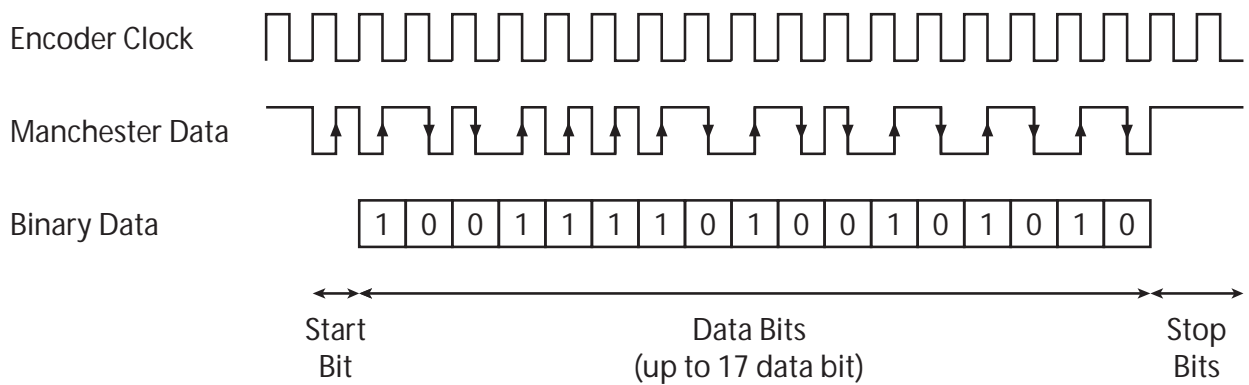 Encoder Clock
Manchester Data
Binary Data
1 0 0 1 1 1 1 0 1 0 0 1 0 1 0 1 0
Start
Bit
Data Bits
(up to 17 data bit)
Stop
Bits